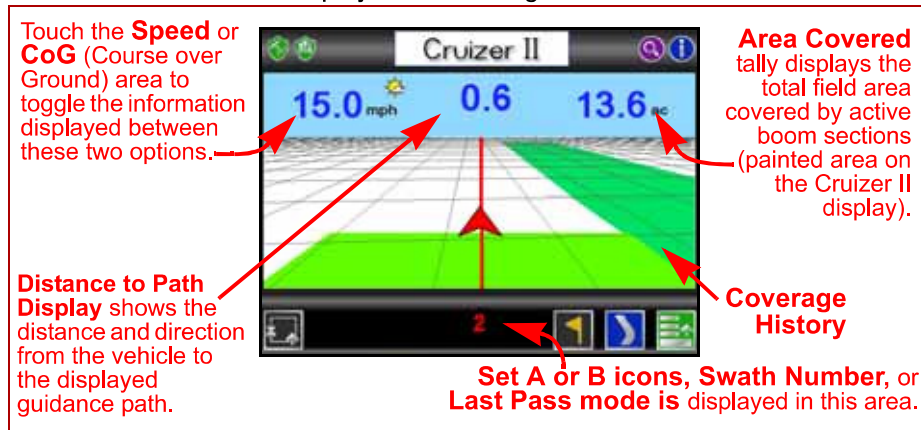 Touch the Speed or
CoG (Course over
Ground) area to
toggle the information
displayed between
these two options.
Cruizer II
15.0 mph
0.6
13.6 ac
Area Covered
tally displays the
total field area
covered by active
boom sections
(painted area on
the Cruizer II
display).
Distance to Path
Display shows the
distance and direction
from the vehicle to
the displayed
guidance path.
2
Coverage
History
Set A or B icons, Swath Number, or
Last Pass mode is displayed in this area.